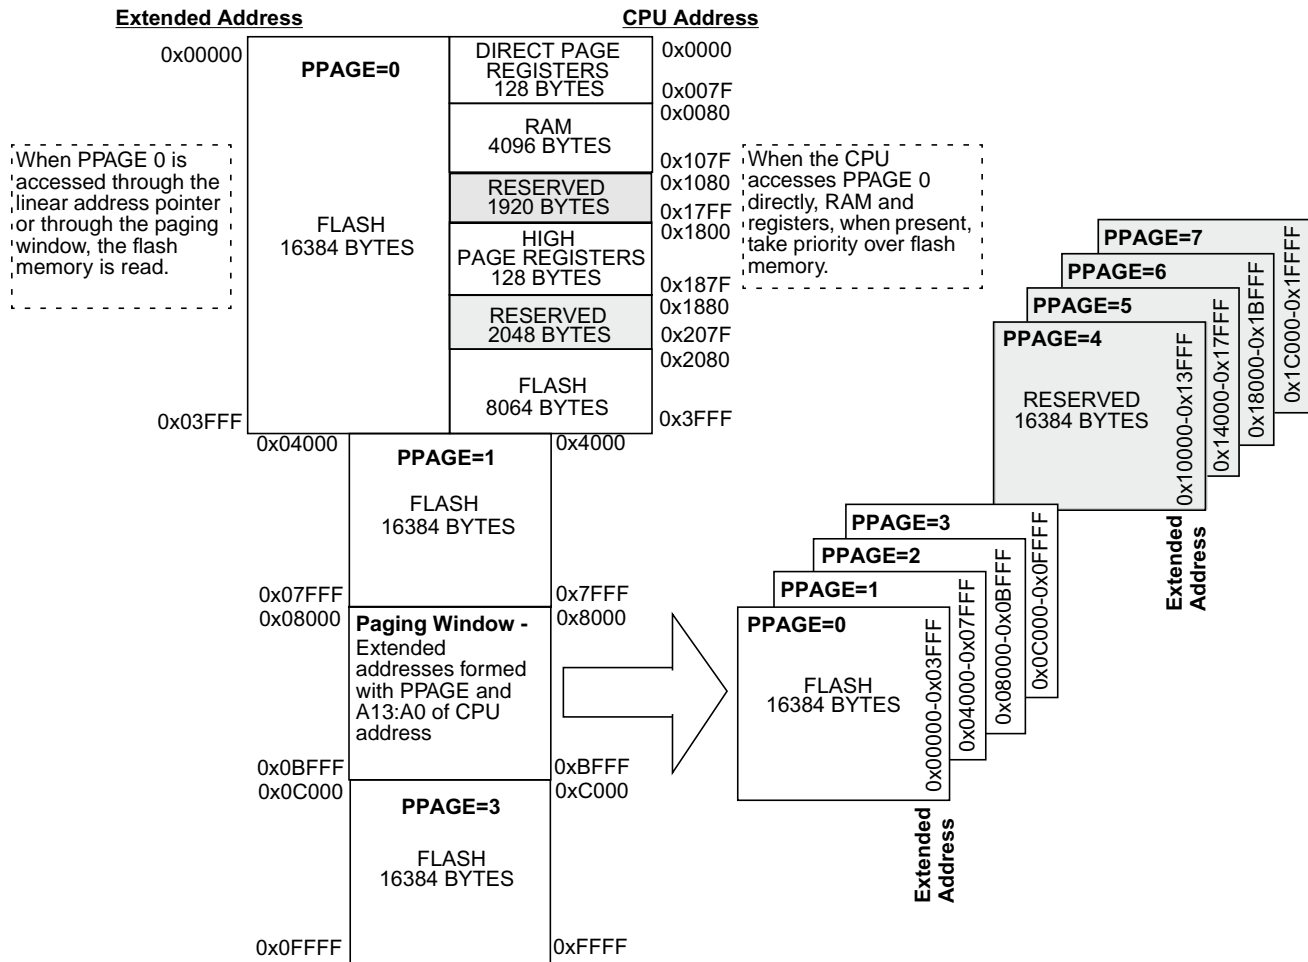 Extended Address
CPU Address
0x00000
PPAGE=0
FLASH
16384 BYTES
0x03FFF
DIRECT PAGE
REGISTERS
128 BYTES
0x0000
0x007F
RAM
4096 BYTES
0x0080
0x107F
RESERVED
1920 BYTES
0x1080
0x17FF
HIGH
PAGE REGISTERS
128 BYTES
0x1800
0x187F
RESERVED
2048 BYTES
0x1880
0x207F
FLASH
8064 BYTES
0x2080
0x3FFF
When PPAGE 0 is
accessed through the
linear address pointer
or through the paging
window, the flash
memory is read.
When the CPU
accesses PPAGE 0
directly, RAM and
registers, when present,
take priority over flash
memory.
0x04000
PPAGE=1
0x4000
FLASH
16384 BYTES
0x07FFF
0x7FFF
0x08000
Paging Window -
0x8000
Extended
addresses formed
with PPAGE and
A13:A0 of CPU
address
0x0BFFF
0xBFFF
0x0C000
PPAGE=3
0xC000
FLASH
16384 BYTES
0x0FFFF
0xFFFF
PPAGE=7
0x1C000-0x1FFFF
PPAGE=6
0x18000-0x1BFFF
PPAGE=5
0x14000-0x17FFF
PPAGE=4
RESERVED
16384 BYTES
0x10000-0x13FFF
Extended
Address
PPAGE=3
0x0C000-0x0FFFF
PPAGE=2
0x08000-0x0BFFF
PPAGE=1
0x04000-0x07FFF
PPAGE=0
FLASH
16384 BYTES
0x00000-0x03FFF
Extended
Address